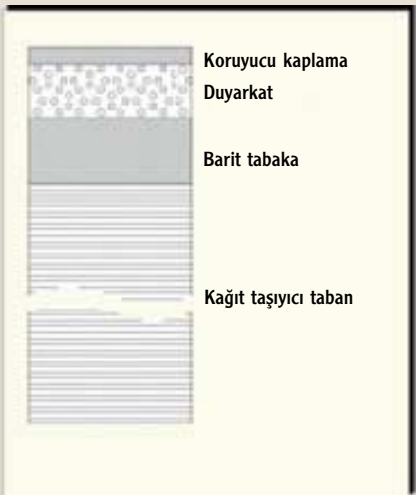 Koruyucu kaplama
Duyarkat
Barit tabaka
Kağıt taşıyıcı taban